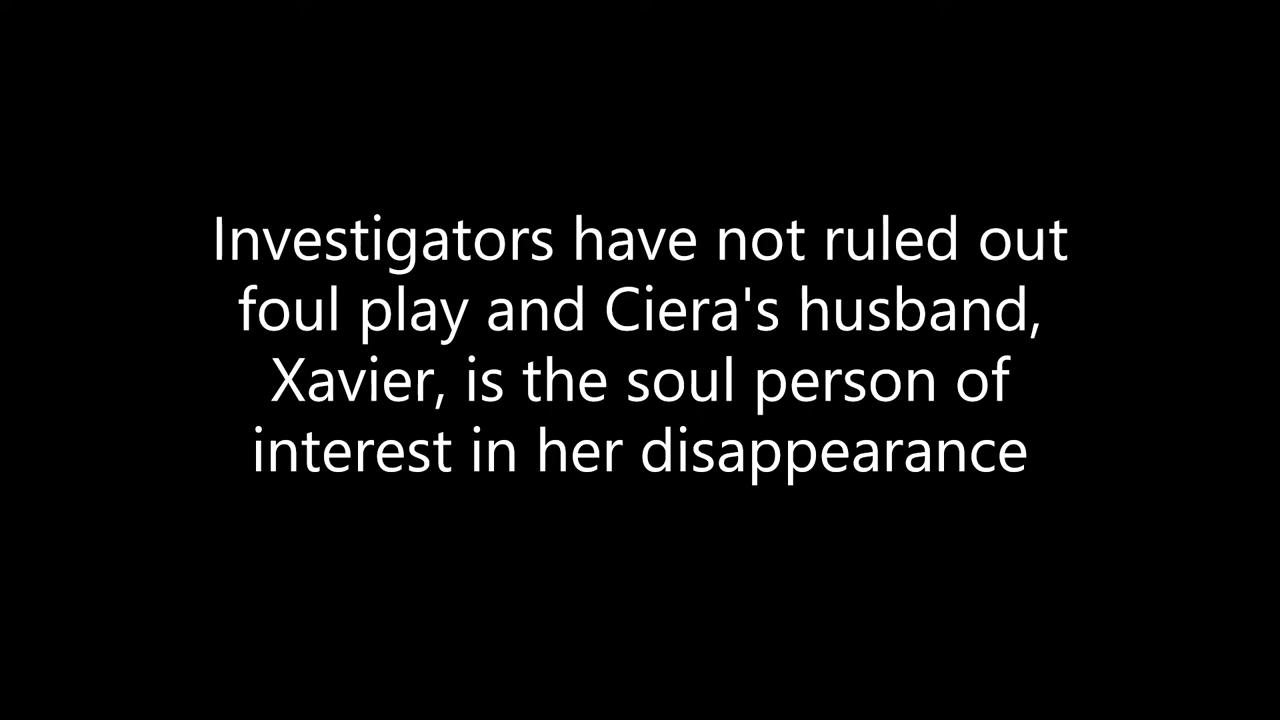 Investigators have not ruled out
foul play and Ciera's husband,
Xavier, is the soul person of
interest in her disappearance